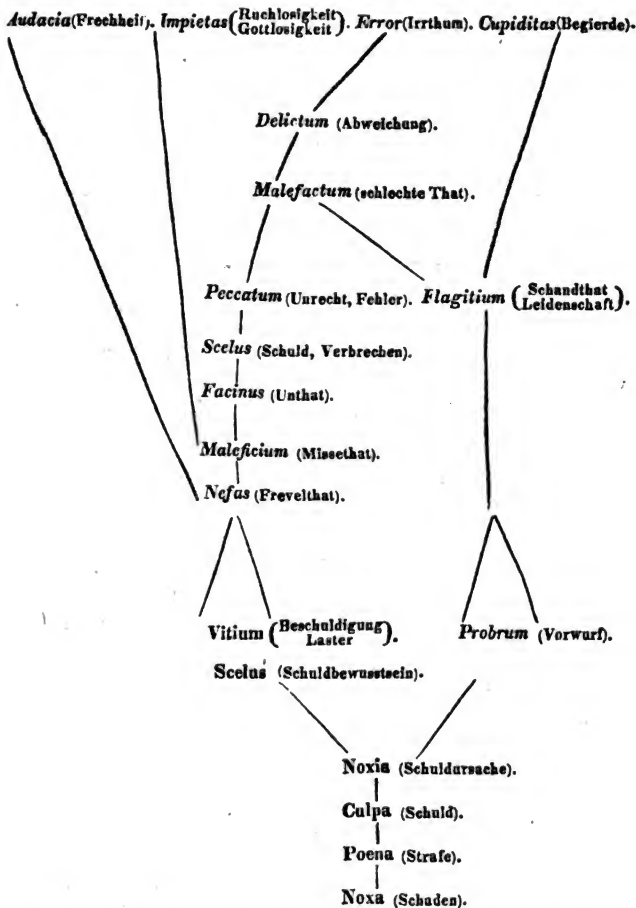 Audacia (Frechheit). Impietas (Ruchlosigkeit Gottlosigkeit). Error (Irrthum). Cupiditas (Begierde).
Delictum (Abweichung).
Malefactum (schlechte That).
Peccatum (Unrecht, Fehler). Flagitium (Schandthat Leidenschaft).
Scelus (Schuld, Verbrechen).
Facinus (Unthat).
Maleficium (Missethat).
Nefas (Frevelthat).
Vitium (Beschuldigung Laster). Probrum (Vorwurf).
Scelus (Schuldbewusstsein).
Noxia (Schuldursache).
Culpa (Schuld).
Poena (Strafe).
Noxa (Schaden).